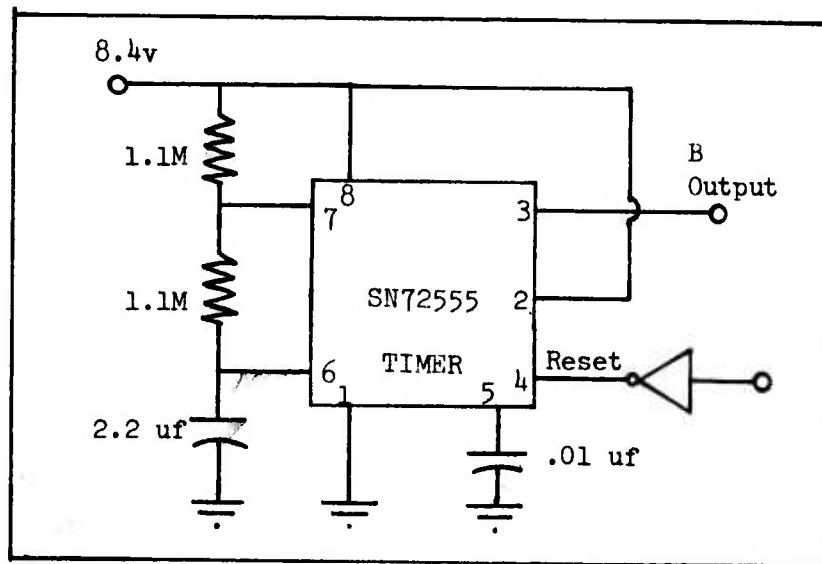 8.4v
1.1M
8
7
3
B
Output
1.1M
SN72555
2
6
TIMER
4
Reset
1
5
2.2 uf
.01 uf